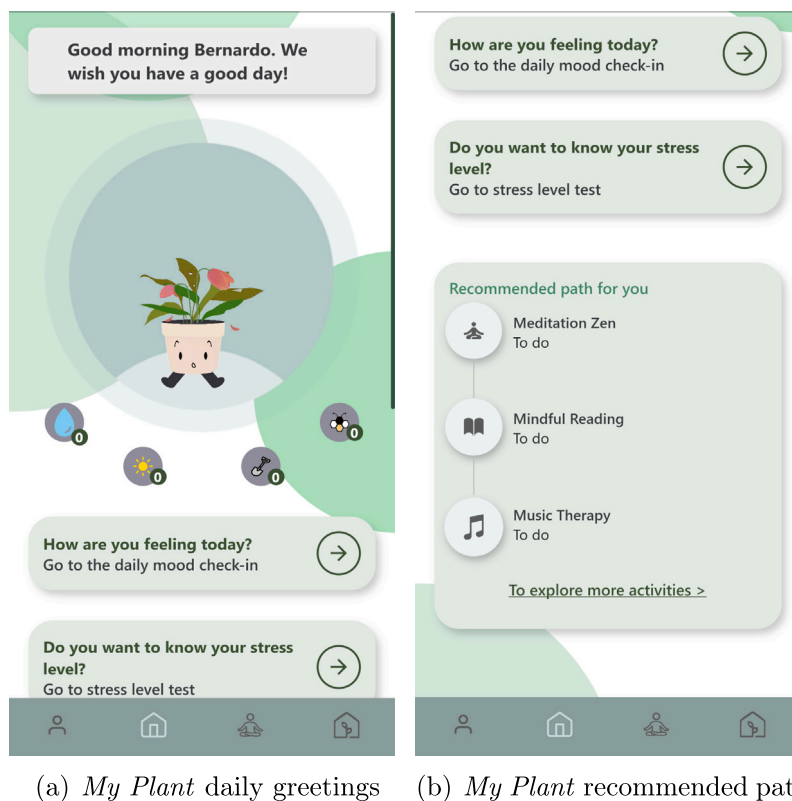 Good morning Bernardo. We
wish you have a good day!
0
0
0
0
How are you feeling today?
Go to the daily mood check-in
Do you want to know your stress
level?
Go to stress level test
How are you feeling today?
Go to the daily mood check-in
Do you want to know your stress
level?
Go to stress level test
Recommended path for you
Meditation Zen
To do
Mindful Reading
To do
Music Therapy
To do
To explore more activities >
(a) My Plant daily greetings
(b) My Plant recommended pat